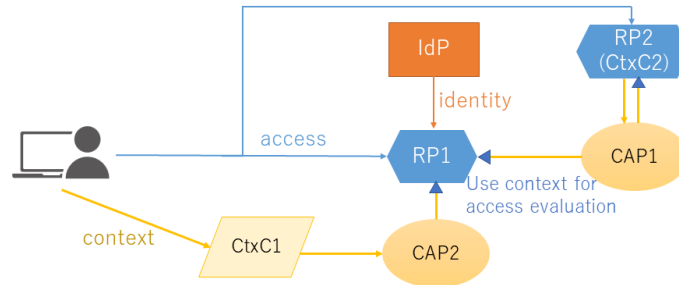 IdP
RP2
(CtxC2)
identity
access
RP1
CAP1
Use context for
access evaluation
context
CtxC1
CAP2